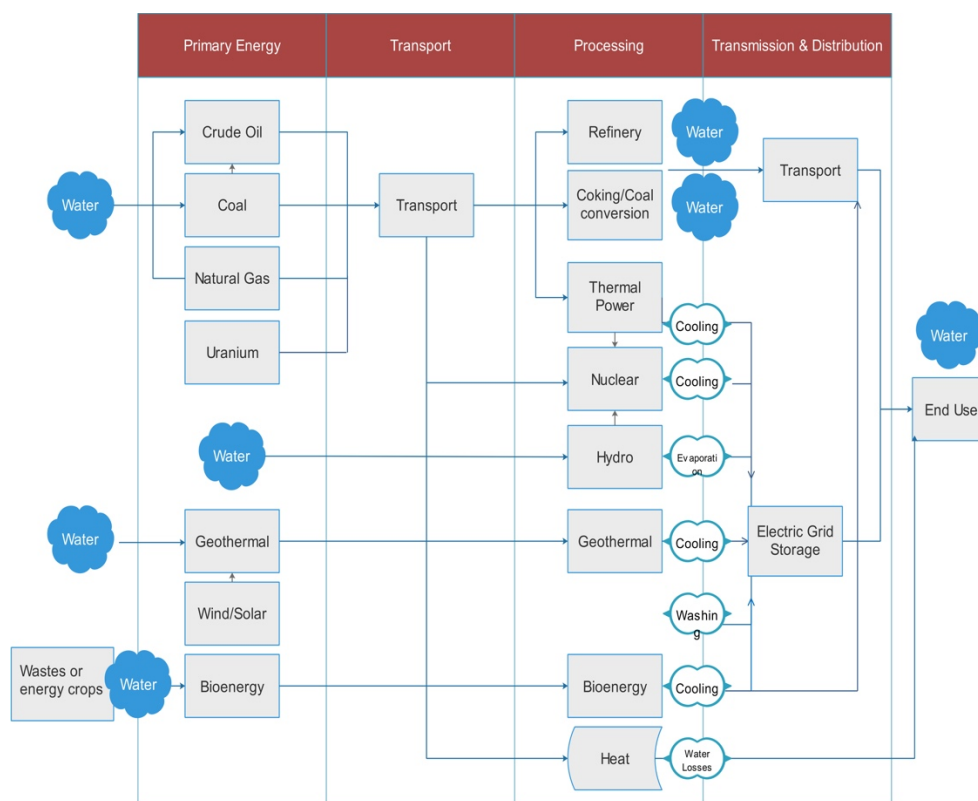 Primary Energy
Transport
Processing
Transmission & Distribution
Crude Oil
Refinery
Water
Transport
Water
Coal
Transport
Coking/Coal
conversion
Water
Natural Gas
Thermal
Power
Cooling
Water
Uranium
Nuclear
Cooling
End Use
Water
Hydro
Evaporati
on
Water
Geothermal
Geothermal
Cooling
Electric Grid
Storage
Wind/Solar
Washin
g
Wastes or
energy crops
Water
Bioenergy
Bioenergy
Cooling
Heat
Water
Losses